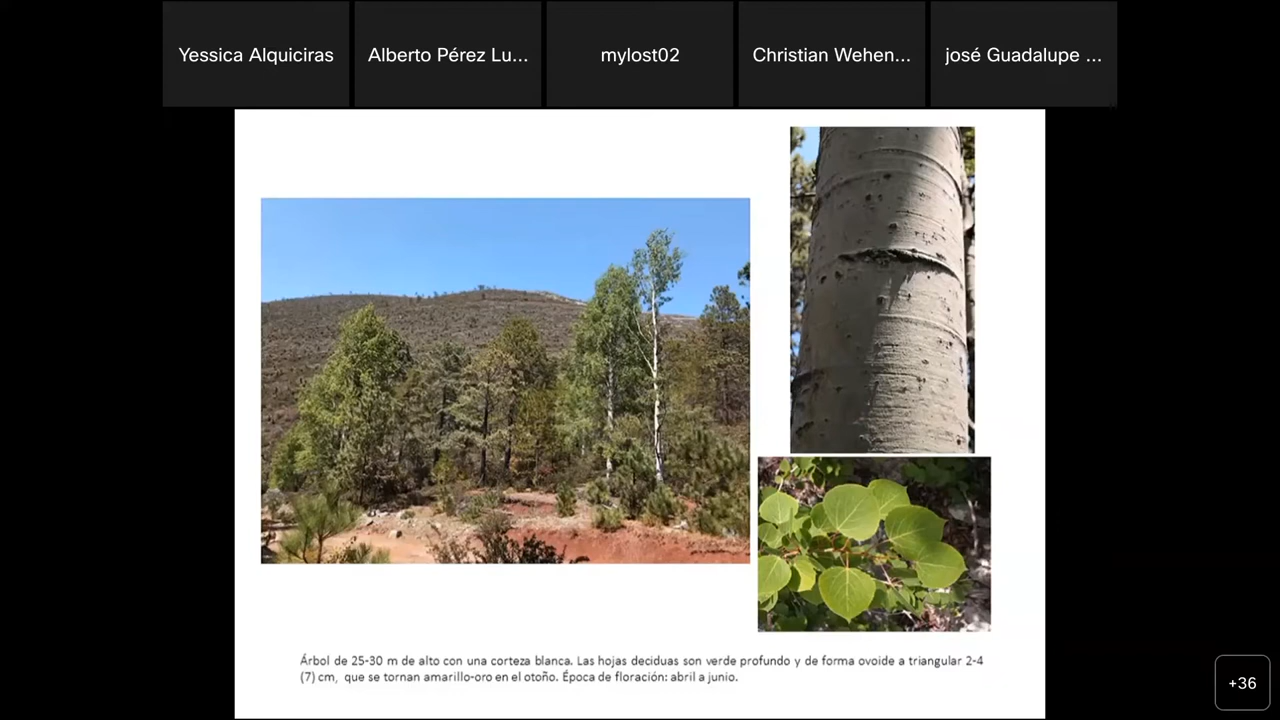 Yessica Alquiciras
Alberto Pérez Lu...
mylost02
Christian Wehen...
josé Guadalupe ...
Árbol de 25-30 m de alto con una corteza blanca. Las hojas deciduas son verde profundo y de forma ovoide a triangular 2-4
(7) cm, que se tornan amarillo-oro en el otoño. Época de floración: abril a junio.
+36